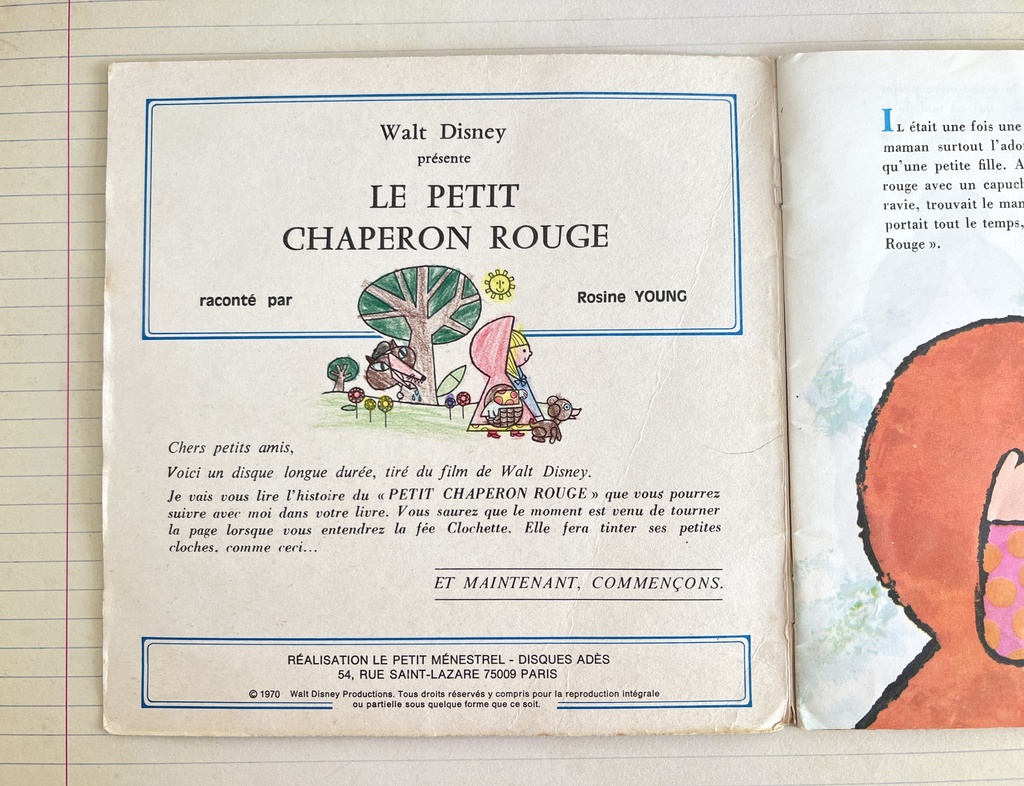 Walt Disney
présente
LE PETIT
CHAPERON ROUGE
raconté par Rosine YOUNG
Chers petits amis,
Voici un disque longue durée, tiré du film de Walt Disney.
Je vais vous lire l'histoire du « PETIT CHAPERON ROUGE » que vous pourrez
suivre avec moi dans votre livre. Vous saurez que le moment est venu de tourner
la page lorsque vous entendrez la fée Clochette. Elle fera tinter ses petites
cloches, comme ceci...
ET MAINTENANT, COMMENÇONS.
RÉALISATION LE PETIT MÉNESTREL - DISQUES ADÈS
54, RUE SAINT-LAZARE 75009 PARIS
© 1970 Walt Disney Productions. Tous droits réservés y compris pour la reproduction intégrale
ou partielle sous quelque forme que ce soit.
IL était une fois une
maman surtout l'ado
qu'une petite fille. A
rouge avec un capuch
ravie, trouvait le man
portait tout le temps,
Rouge ».